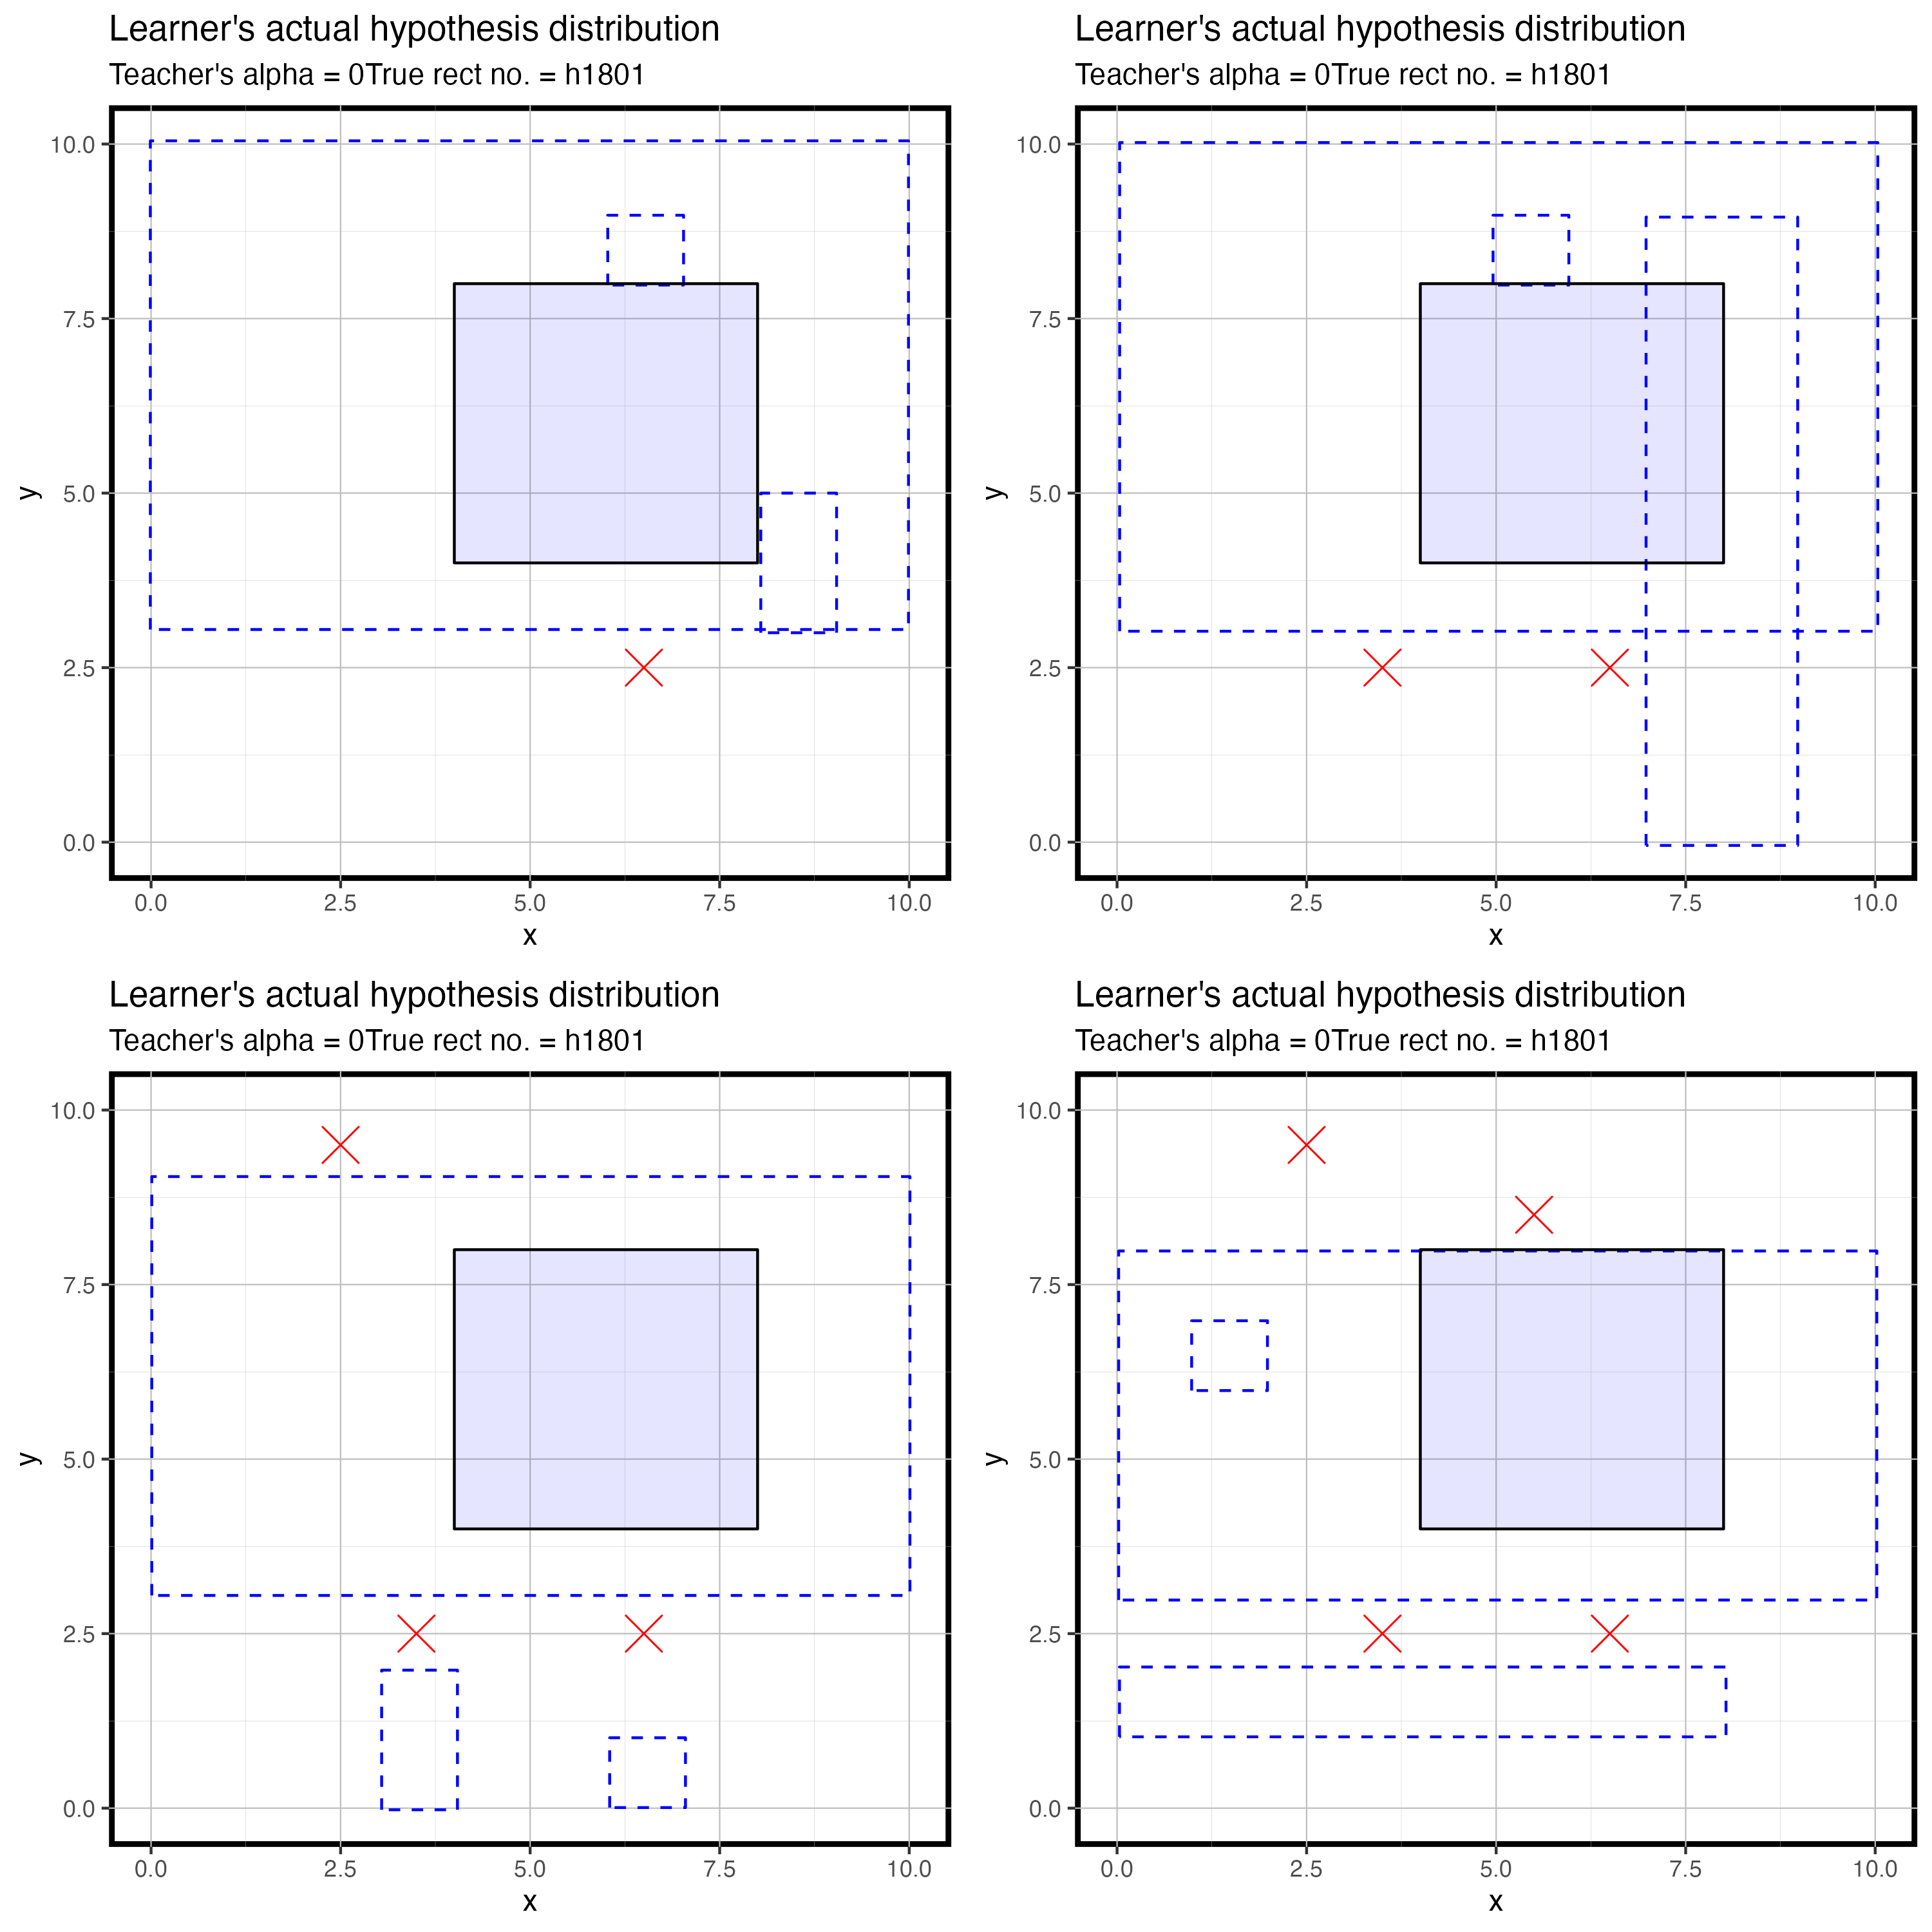 Learner's actual hypothesis distribution
Teacher's alpha = 0True rect no. = h1801
10.0
7.5
5.0
2.5
0.0
y
0.0 2.5 5.0 7.5 10.0
x
Learner's actual hypothesis distribution
Teacher's alpha = 0True rect no. = h1801
10.0
7.5
5.0
2.5
0.0
y
0.0 2.5 5.0 7.5 10.0
x
Learner's actual hypothesis distribution
Teacher's alpha = 0True rect no. = h1801
10.0
7.5
5.0
2.5
0.0
y
0.0 2.5 5.0 7.5 10.0
x
Learner's actual hypothesis distribution
Teacher's alpha = 0True rect no. = h1801
10.0
7.5
5.0
2.5
0.0
y
0.0 2.5 5.0 7.5 10.0
x